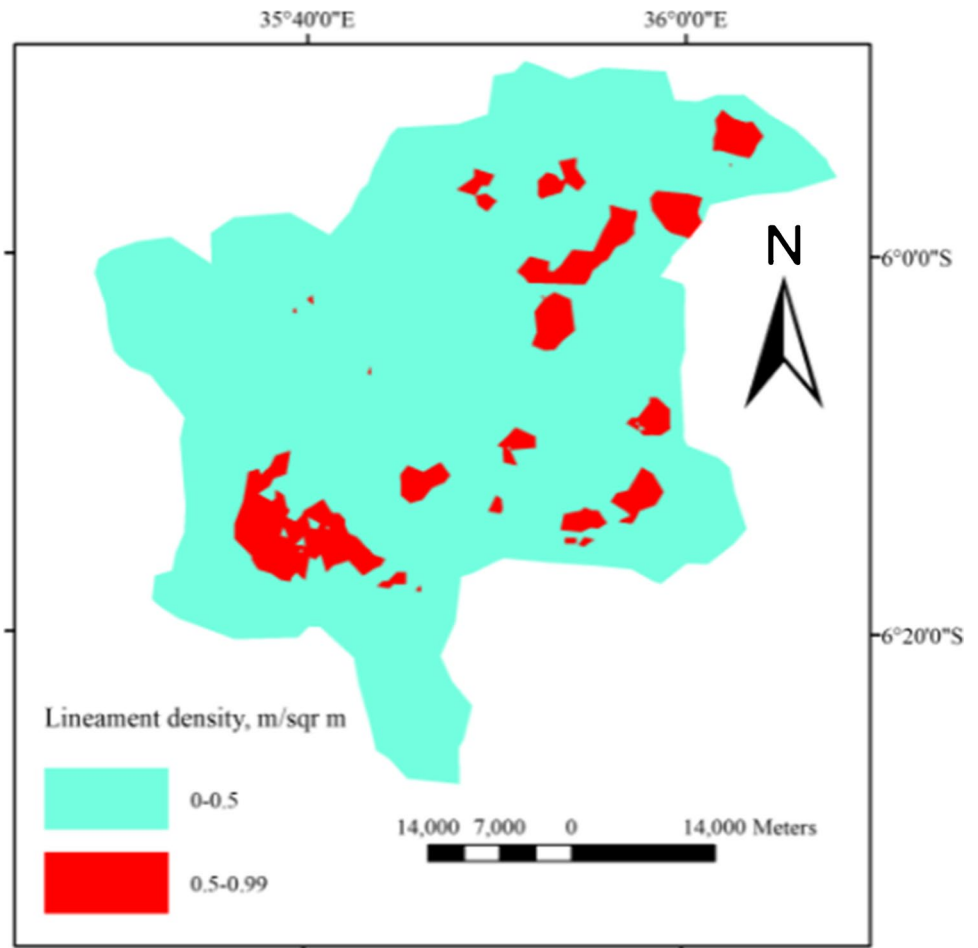 35°40'0"E 36°0'0"E
N
6°0'0"S
6°20'0"S
Lineament density, m/sqr m
0-0.5
14,000 7,000 0 14,000 Meters
0.5-0.99